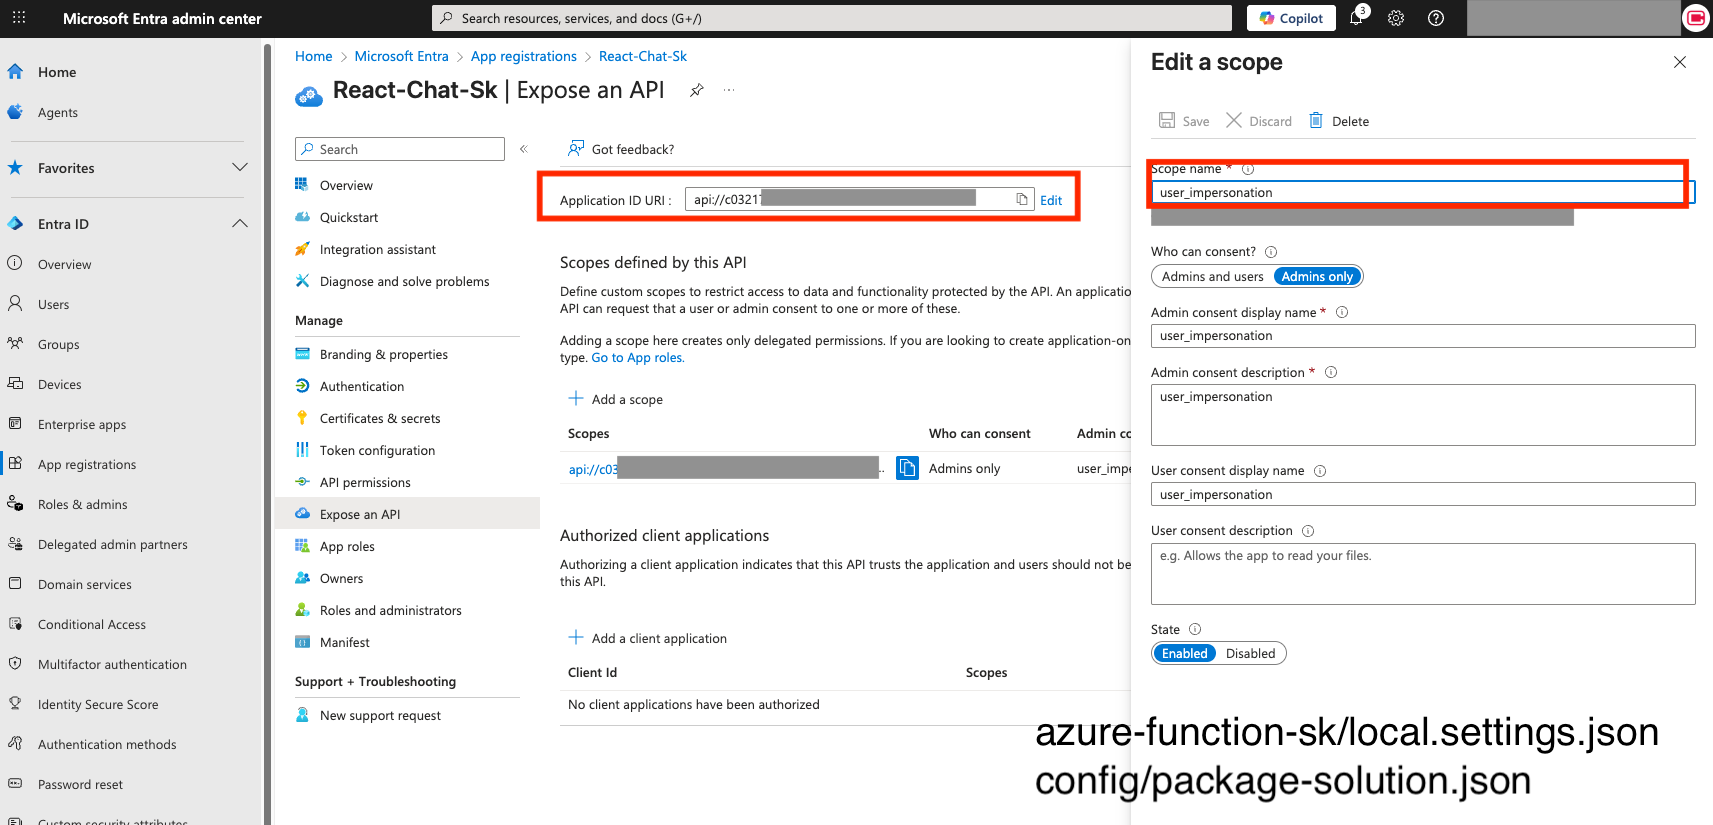 Microsoft Entra admin center
Search resources, services, and docs (G+/)
Copilot
3
Home
Agents
Favorites
Entra ID
Overview
Users
Groups
Devices
Enterprise apps
App registrations
Roles & admins
Delegated admin partners
Domain services
Conditional Access
Multifactor authentication
Identity Secure Score
Authentication methods
Password reset
Custom security attributes
Home > Microsoft Entra > App registrations > React-Chat-Sk
React-Chat-Sk | Expose an API
Search
Overview
Quickstart
Integration assistant
Diagnose and solve problems
Manage
Branding & properties
Authentication
Certificates & secrets
Token configuration
API permissions
Expose an API
App roles
Owners
Roles and administrators
Manifest
Support + Troubleshooting
New support request
Got feedback?
Application ID URI : api://c0321 Edit
Scopes defined by this API
Define custom scopes to restrict access to data and functionality protected by the API. An applicatio
API can request that a user or admin consent to one or more of these.
Adding a scope here creates only delegated permissions. If you are looking to create application-on
type. Go to App roles.
Add a scope
Scopes Who can consent Admin co
api://c03 .. Admins only user_impe
Authorized client applications
Authorizing a client application indicates that this API trusts the application and users should not be
this API.
Add a client application
Client Id Scopes
No client applications have been authorized
Edit a scope
Save Discard Delete
Scope name *
user_impersonation
Who can consent?
Admins and users Admins only
Admin consent display name *
user_impersonation
Admin consent description *
user_impersonation
User consent display name
user_impersonation
User consent description
e.g. Allows the app to read your files.
State
Enabled Disabled
azure-function-sk/local.settings.json
config/package-solution.json